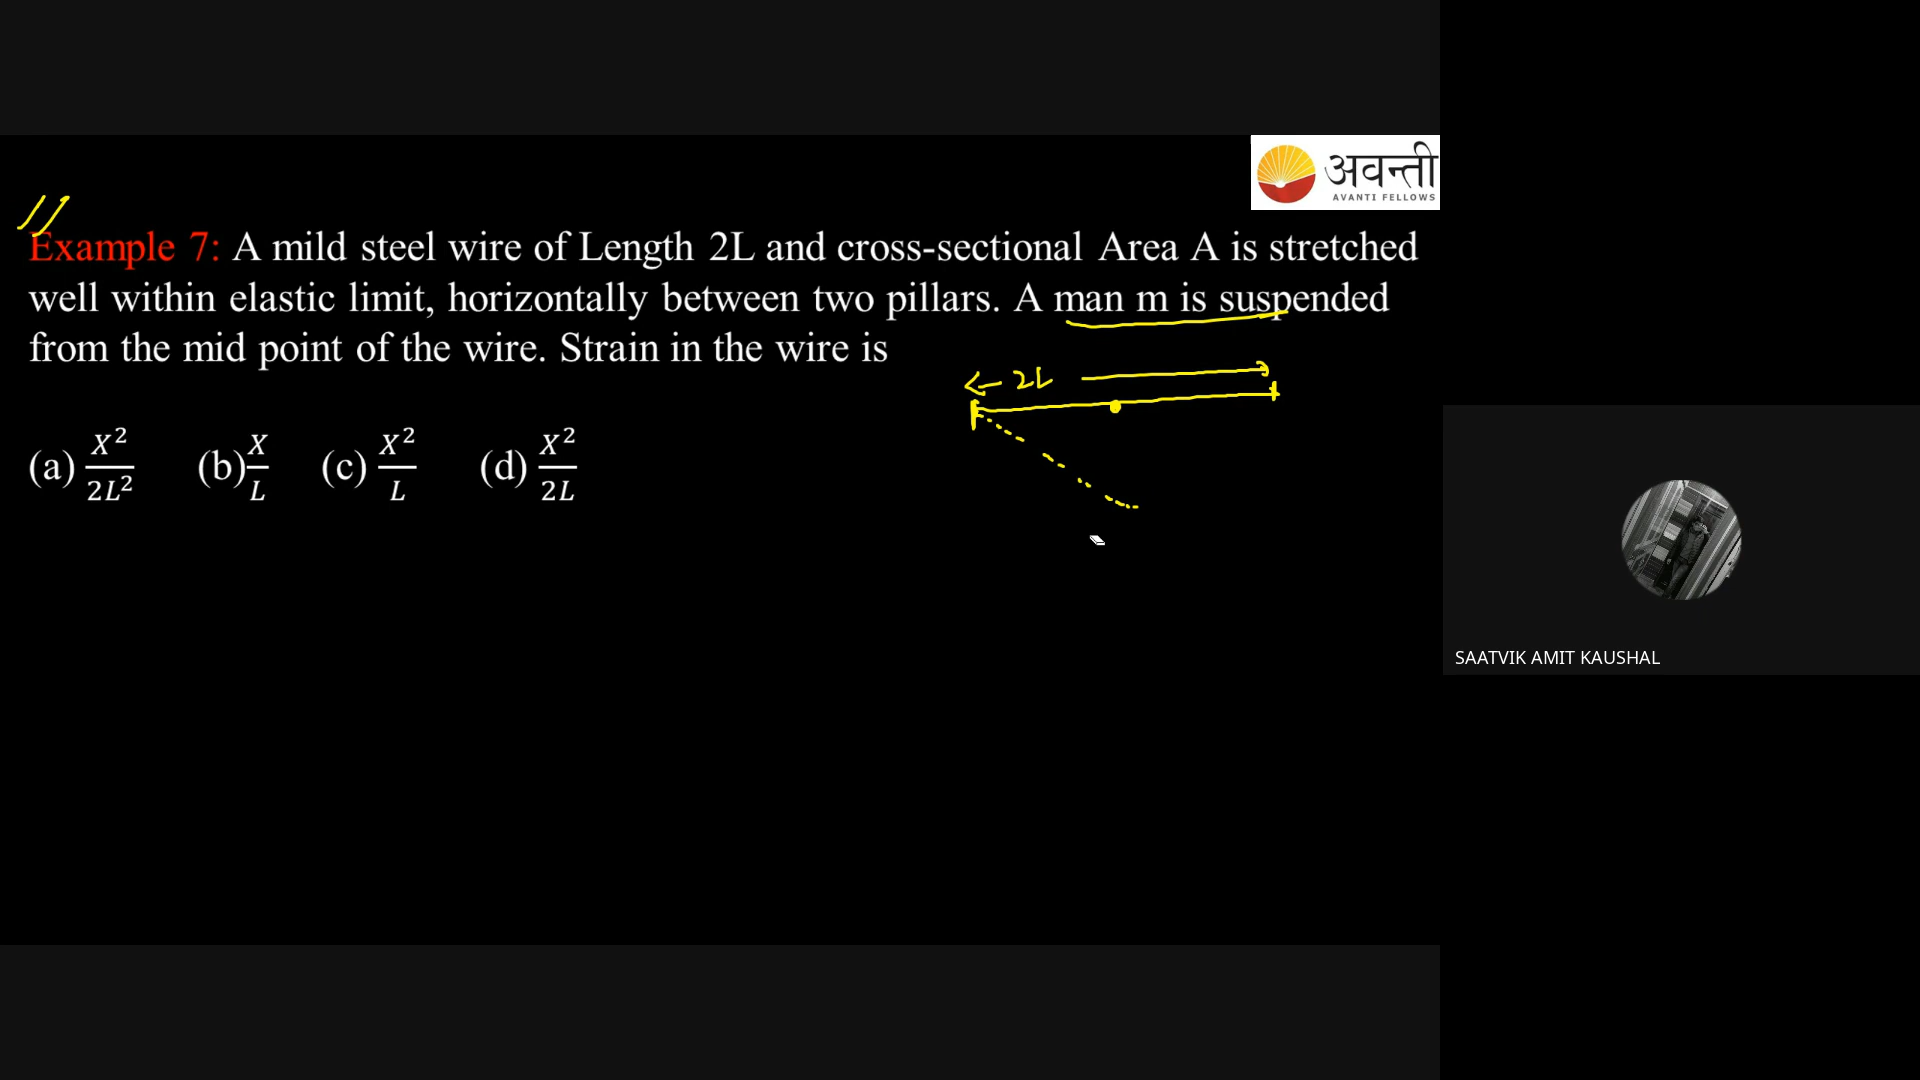 अवन्ती
AVANTI FELLOWS
Example 7: A mild steel wire of Length 2L and cross-sectional Area A is stretched
well within elastic limit, horizontally between two pillars. A man m is suspended
from the mid point of the wire. Strain in the wire is
2L
(a) X²/2L² (b) X/L (c) X²/L (d) X²/2L
SAATVIK AMIT KAUSHAL